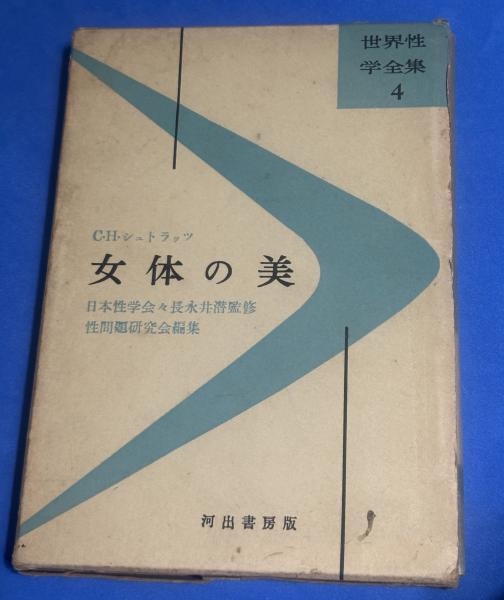 世界性
学全集
4
C・H・シュトラッツ
女体の美
日本性学会々長永井潜監修
性問題研究会編集
河出書房版